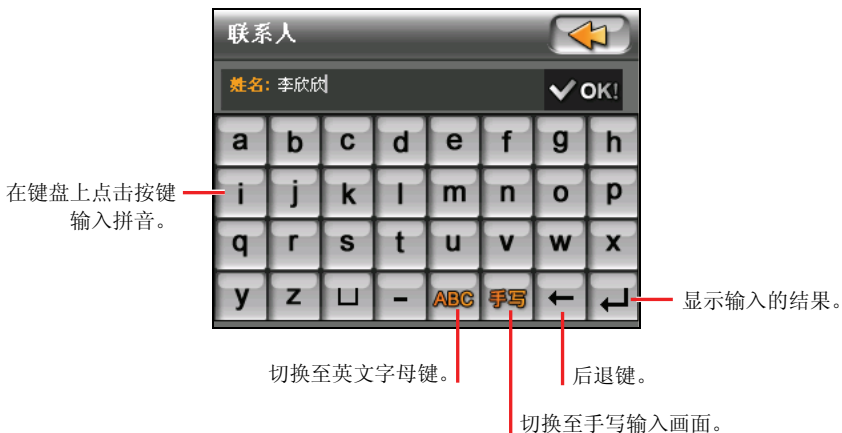 联系人
姓名: 李欣欣
OK!
a b c d e f g h
i j k l m n o p
q r s t u v w x
y z ⊔ - ABC 手写 ← ↵
在键盘上点击按键
输入拼音。
显示输入的结果。
切换至英文字母键。
后退键。
切换至手写输入画面。